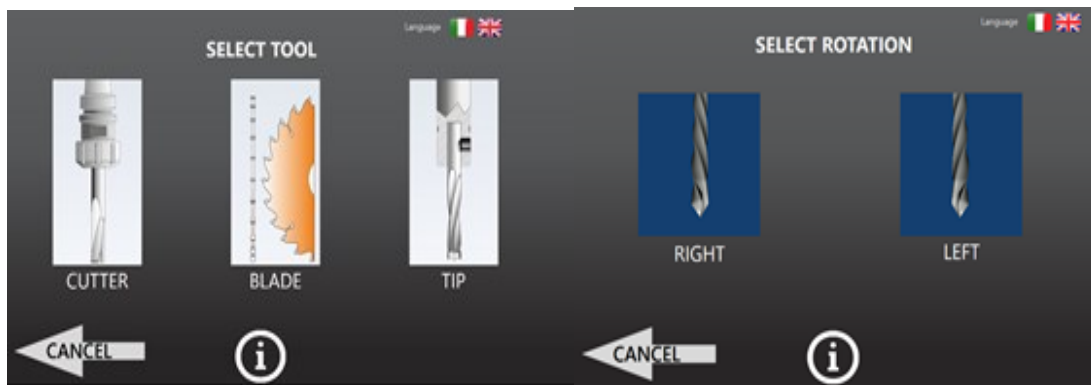 Language
SELECT TOOL
CUTTER
BLADE
TIP
CANCEL
i
Language
SELECT ROTATION
RIGHT
LEFT
CANCEL
i